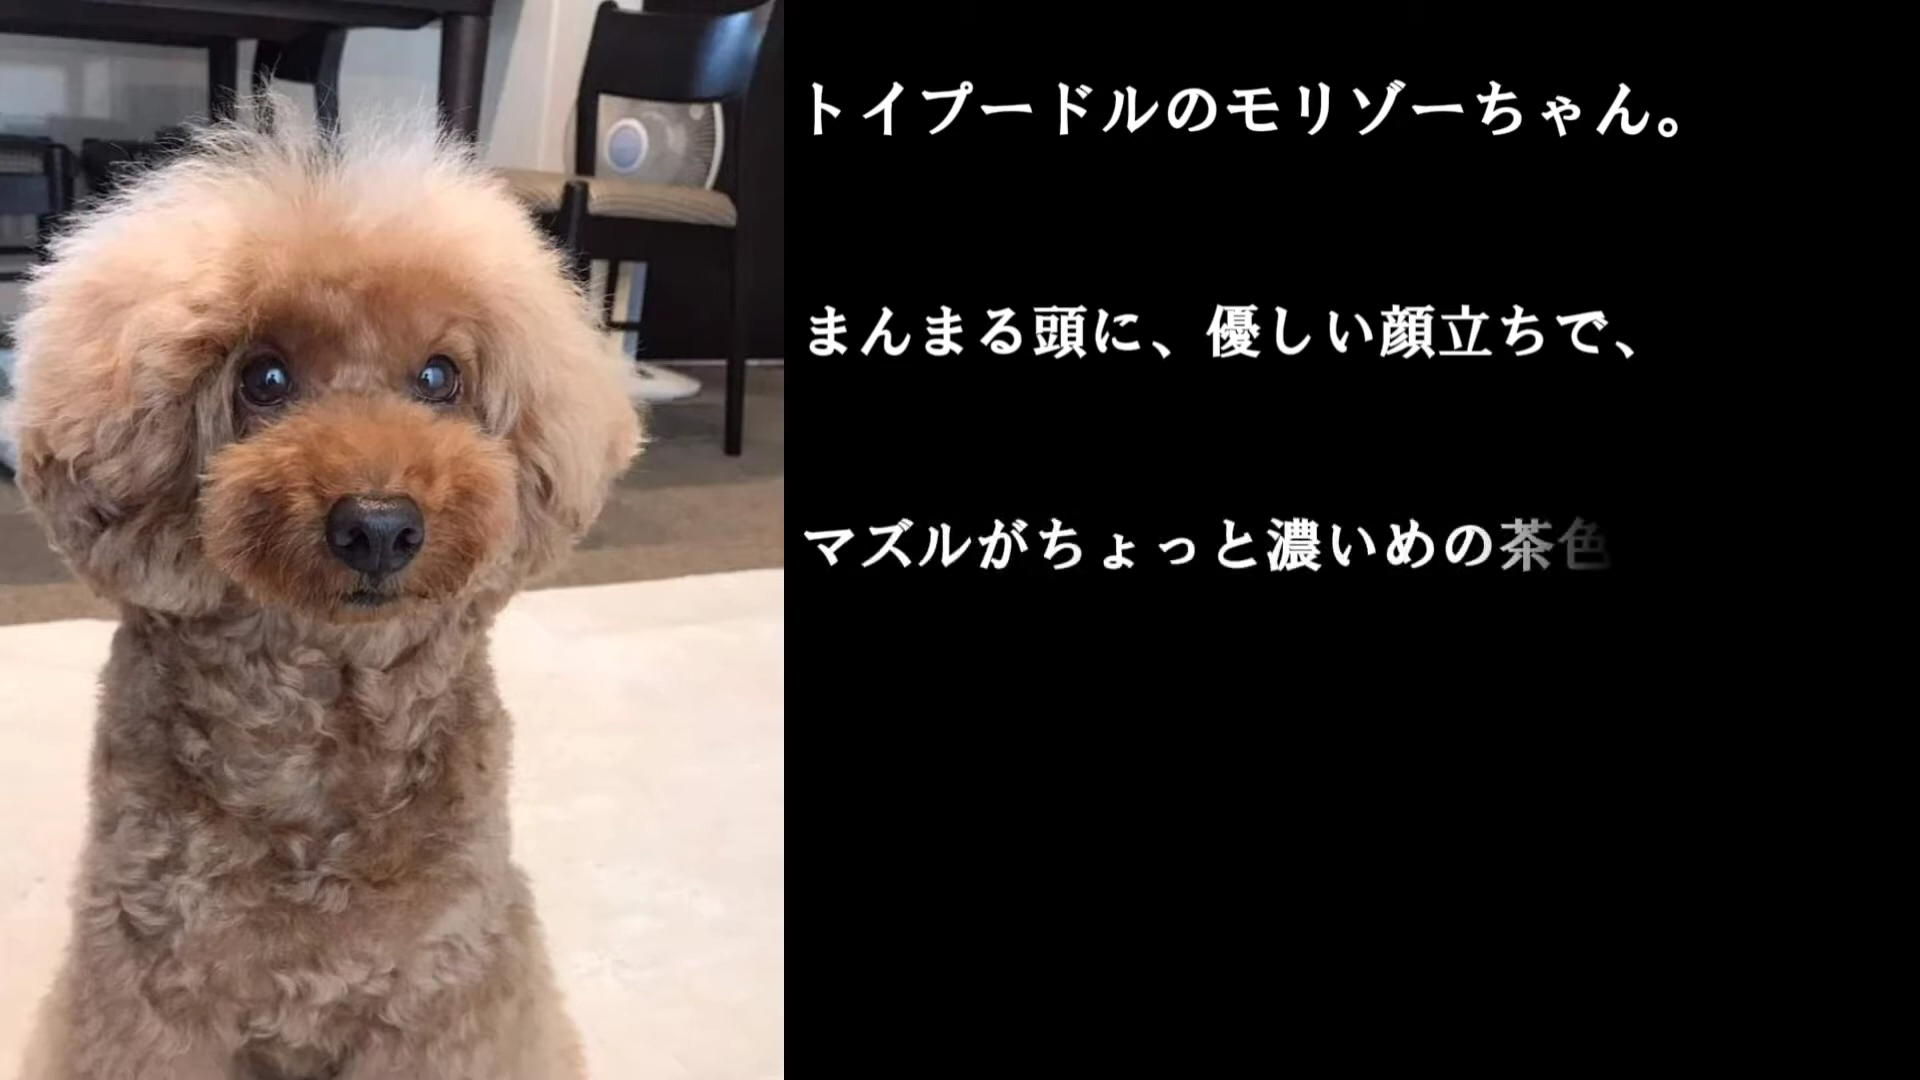 トイプードルのモリゾーちゃん。
まんまる頭に、優しい顔立ちで、
マズルがちょっと濃いめの茶色